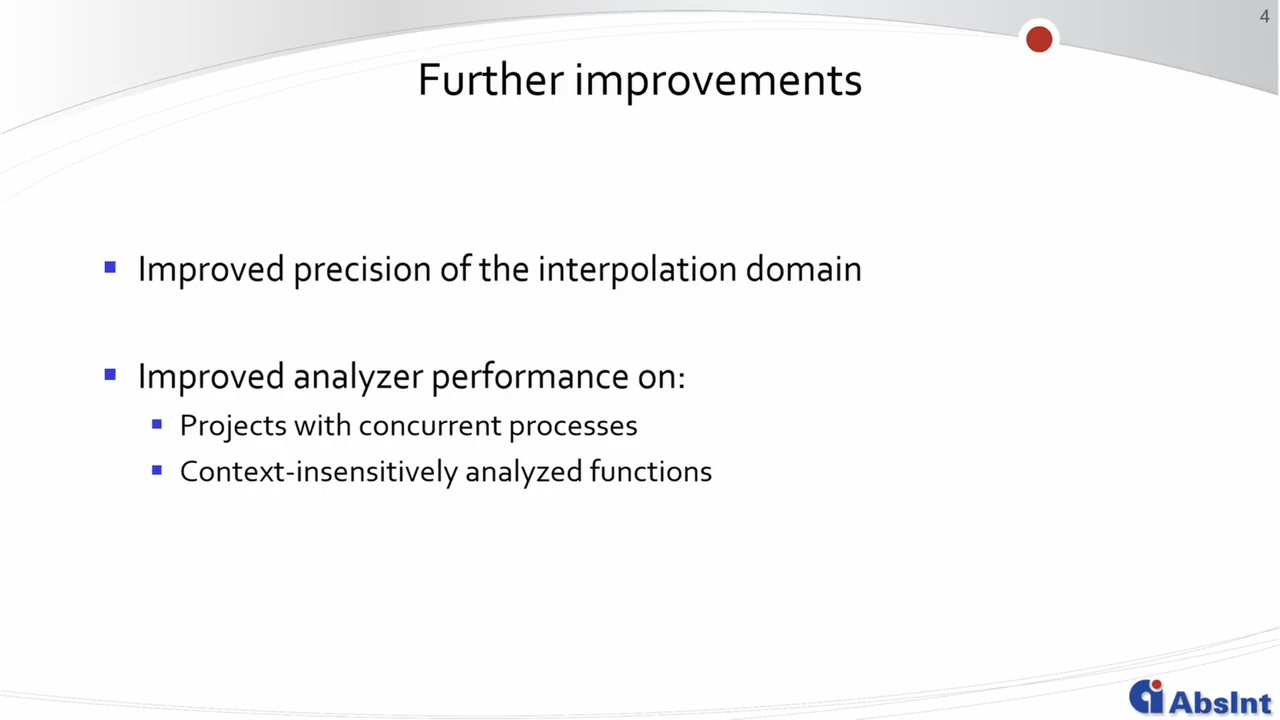 4
Further improvements
Improved precision of the interpolation domain
Improved analyzer performance on:
Projects with concurrent processes
Context-insensitively analyzed functions
AbsInt